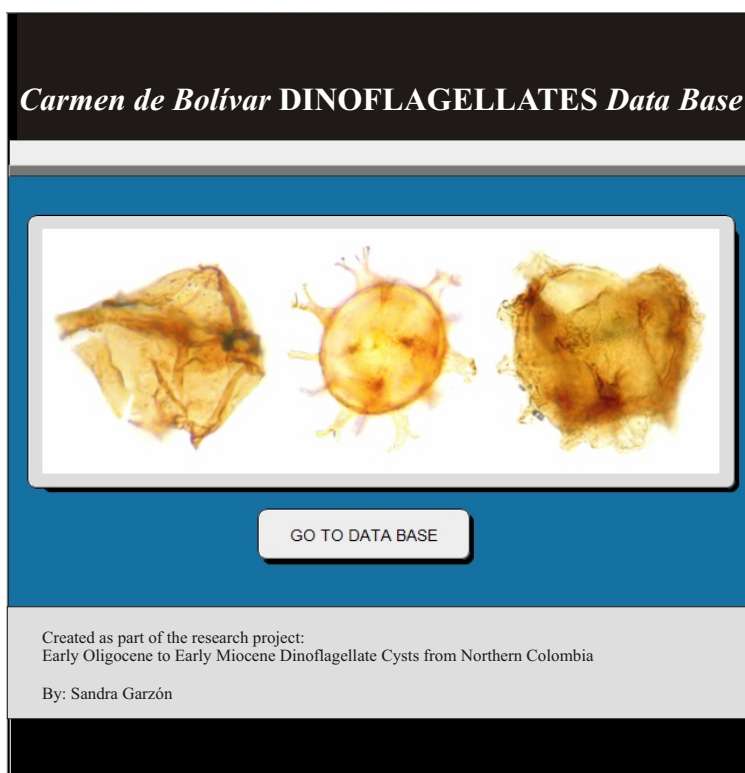 Carmen de Bolívar DINOFLAGELLATES Data Base
GO TO DATA BASE
Created as part of the research project:
Early Oligocene to Early Miocene Dinoflagellate Cysts from Northern Colombia
By: Sandra Garzón